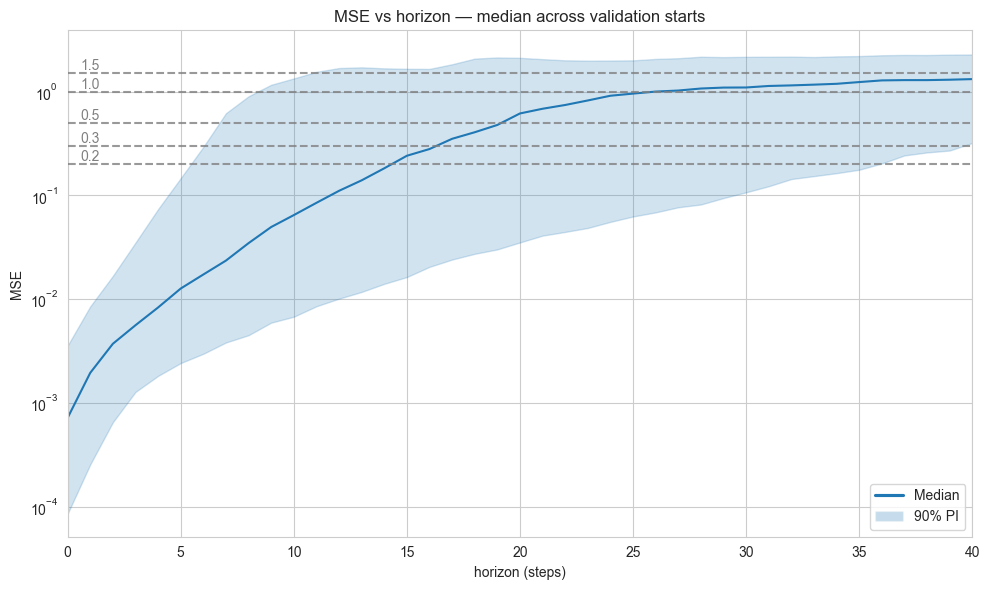 MSE vs horizon — median across validation starts
MSE
10⁰
10⁻¹
10⁻²
10⁻³
10⁻⁴
1.5
1.0
0.5
0.3
0.2
Median
90% PI
0 5 10 15 20 25 30 35 40
horizon (steps)